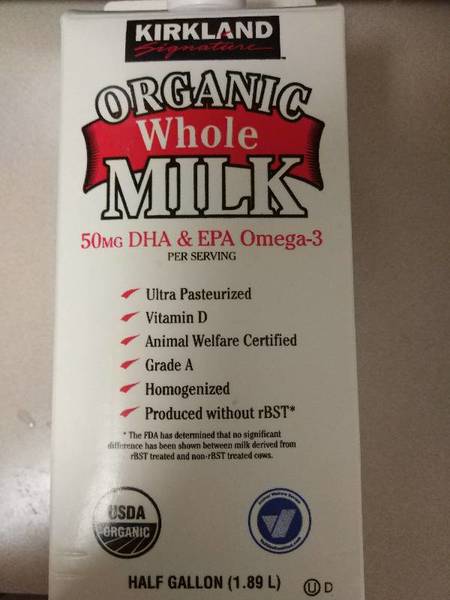 KIRKLAND
Signature
ORGANIC
Whole
MILK
50MG DHA & EPA Omega-3
PER SERVING
Ultra Pasteurized
Vitamin D
Animal Welfare Certified
Grade A
Homogenized
Produced without rBST*
* The FDA has determined that no significant
difference has been shown between milk derived from
rBST treated and non-rBST treated cows.
USDA
ORGANIC
HALF GALLON (1.89 L)
U D